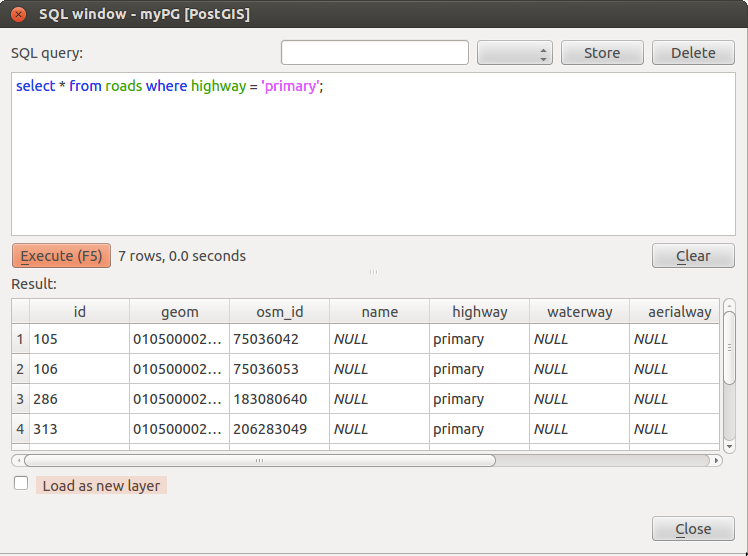 SQL window - myPG [PostGIS]
SQL query: Store Delete
select * from roads where highway = 'primary';
Execute (F5) 7 rows, 0.0 seconds Clear
Result:
id geom osm_id name highway waterway aerialway
1 105 010500002... 75036042 NULL primary NULL NULL
2 106 010500002... 75036053 NULL primary NULL NULL
3 286 010500002... 183080640 NULL primary NULL NULL
4 313 010500002... 206283049 NULL primary NULL NULL
Load as new layer
Close